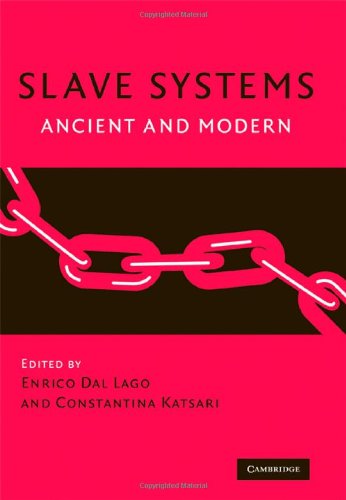 SLAVE SYSTEMS
ANCIENT AND MODERN
EDITED BY
ENRICO DAL LAGO
AND CONSTANTINA KATSARI
CAMBRIDGE